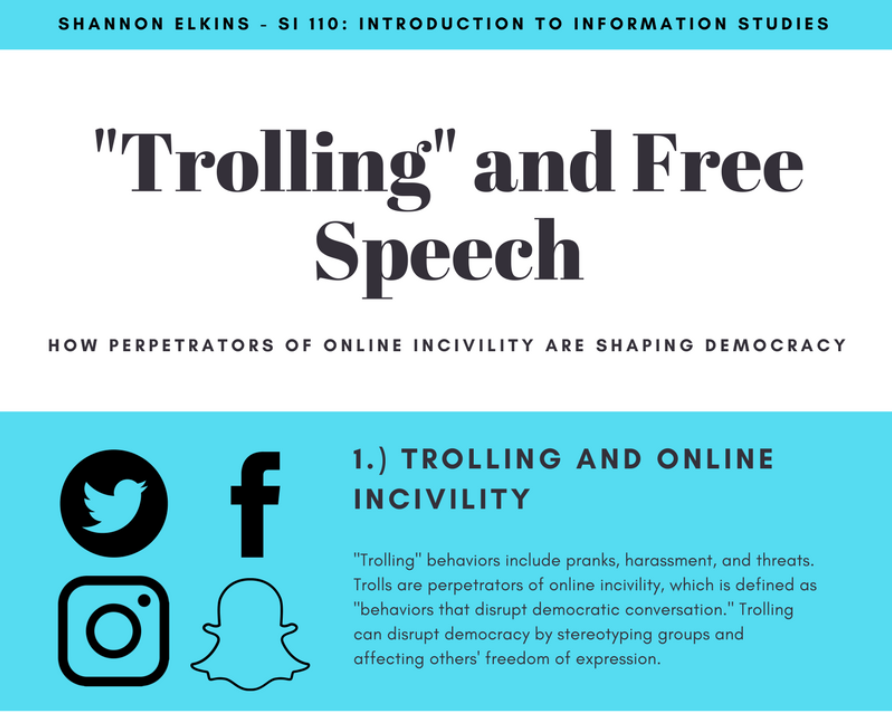 SHANNON ELKINS - SI 110: INTRODUCTION TO INFORMATION STUDIES
"Trolling" and Free
Speech
HOW PERPETRATORS OF ONLINE INCIVILITY ARE SHAPING DEMOCRACY
1.) TROLLING AND ONLINE
INCIVILITY
"Trolling" behaviors include pranks, harassment, and threats.
Trolls are perpetrators of online incivility, which is defined as
"behaviors that disrupt democratic conversation." Trolling
can disrupt democracy by stereotyping groups and
affecting others' freedom of expression.